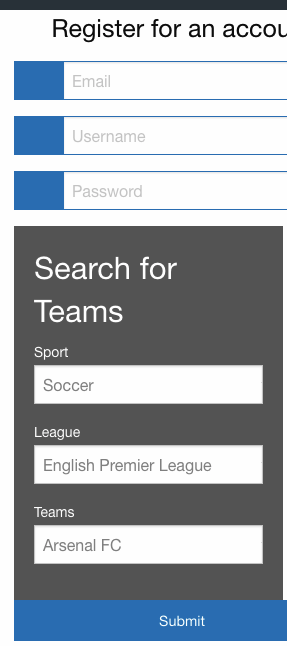 Register for an accou
Email
Username
Password
Search for
Teams
Sport
Soccer
League
English Premier League
Teams
Arsenal FC
Submit